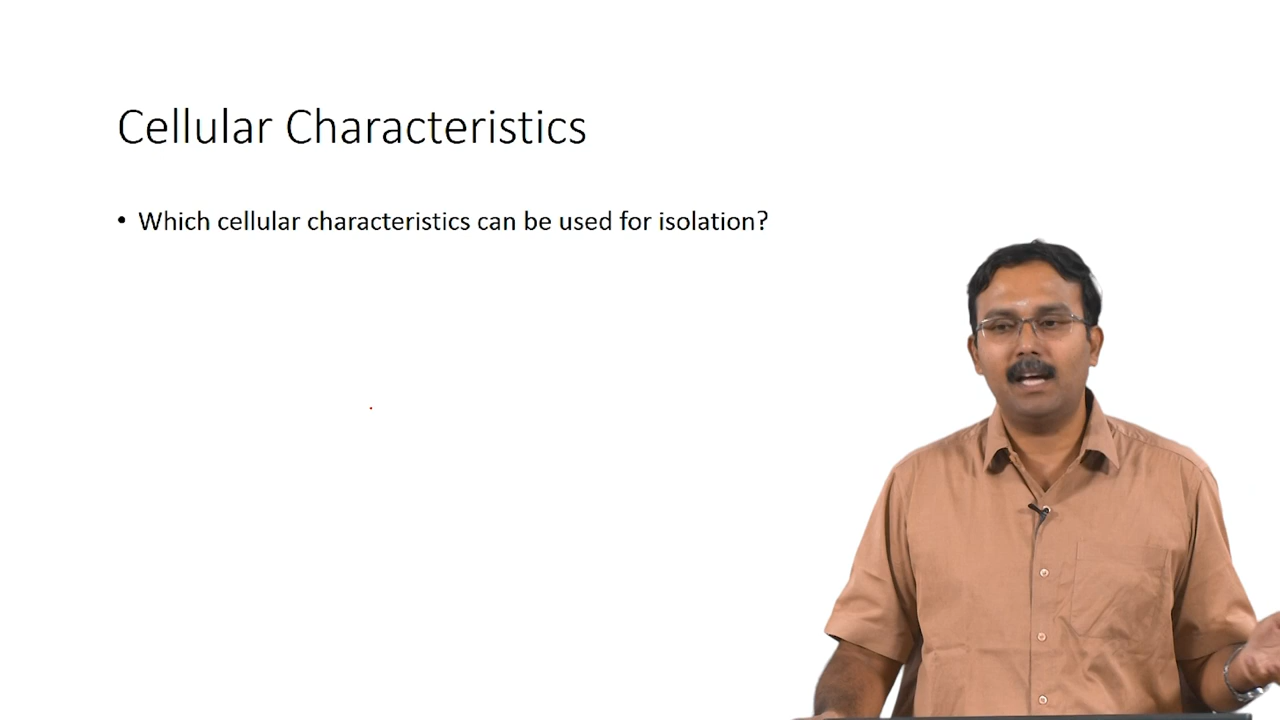 Cellular Characteristics
• Which cellular characteristics can be used for isolation?